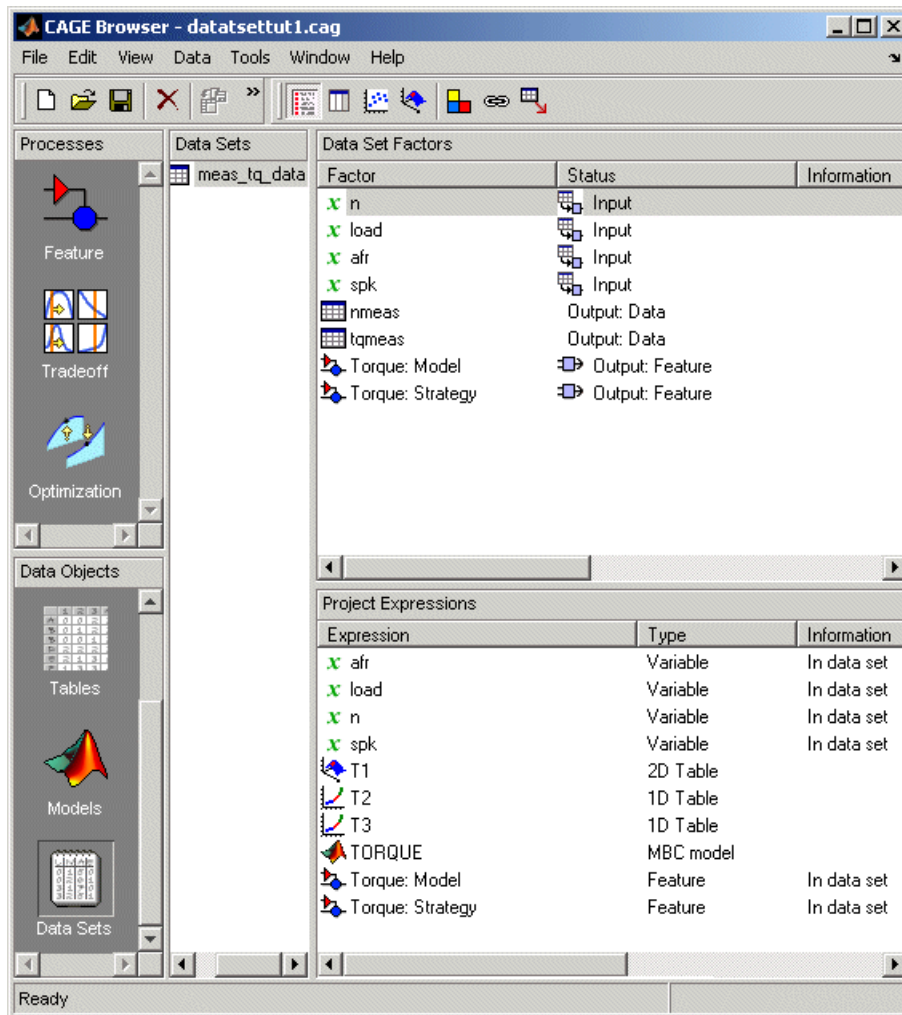 CAGE Browser - datatsettut1.cag
File Edit View Data Tools Window Help
Processes
Feature
Tradeoff
Optimization
Data Objects
Tables
Models
Data Sets
Data Sets
meas_tq_data
Data Set Factors
Factor Status Information
n Input
load Input
afr Input
spk Input
nmeas Output: Data
tqmeas Output: Data
Torque: Model Output: Feature
Torque: Strategy Output: Feature
Project Expressions
Expression Type Information
afr Variable In data set
load Variable In data set
n Variable In data set
spk Variable In data set
T1 2D Table
T2 1D Table
T3 1D Table
TORQUE MBC model
Torque: Model Feature In data set
Torque: Strategy Feature In data set
Ready